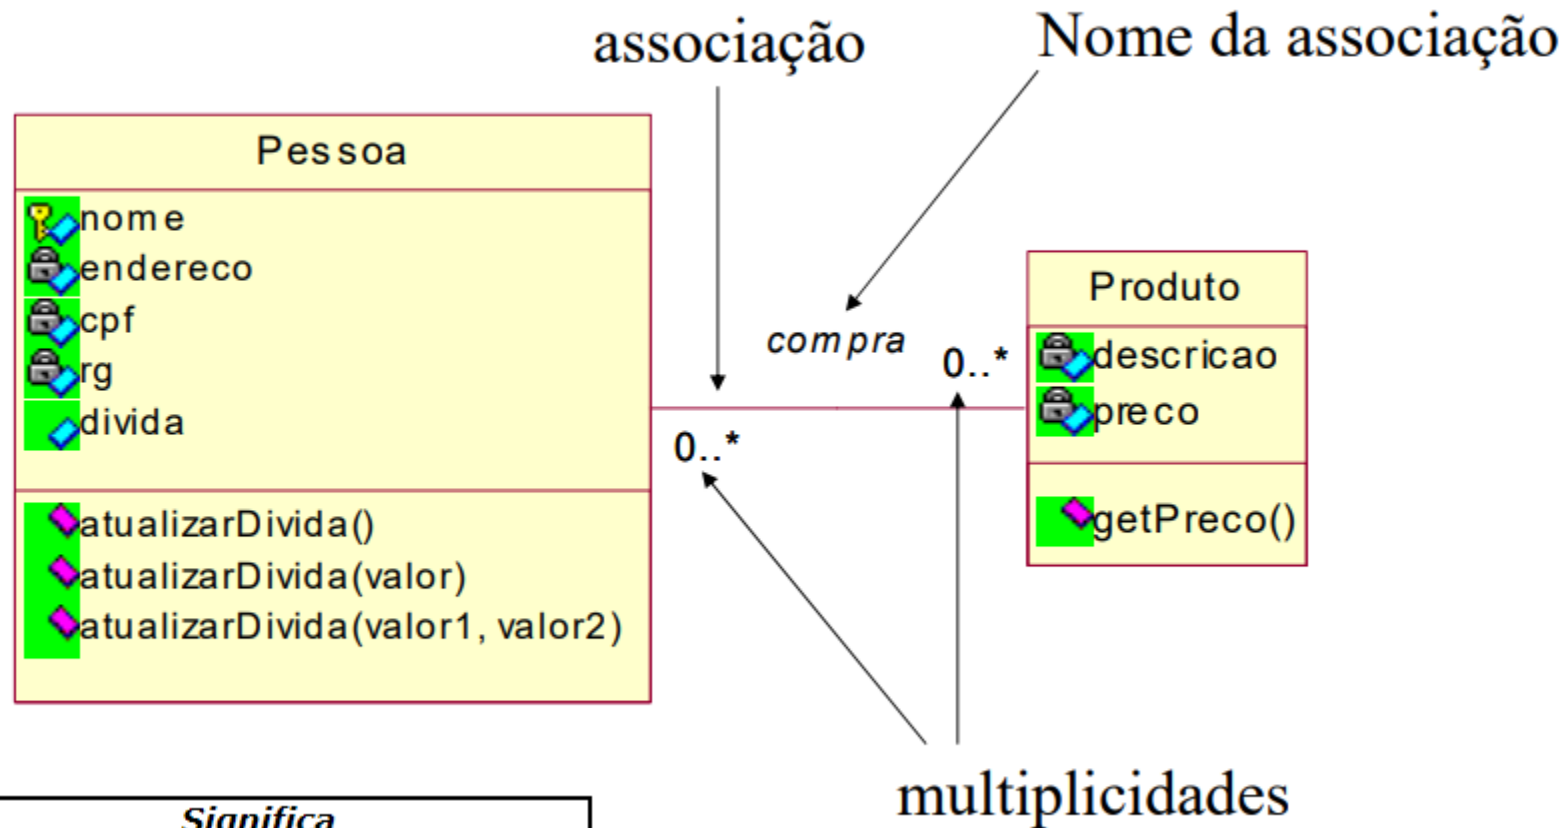 associação
Nome da associação
Pessoa
nome
endereco
cpf
rg
divida
atualizarDivida()
atualizarDivida(valor)
atualizarDivida(valor1, valor2)
compra
0..*
0..*
Produto
descricao
preco
getPreco()
multiplicidades
Significa